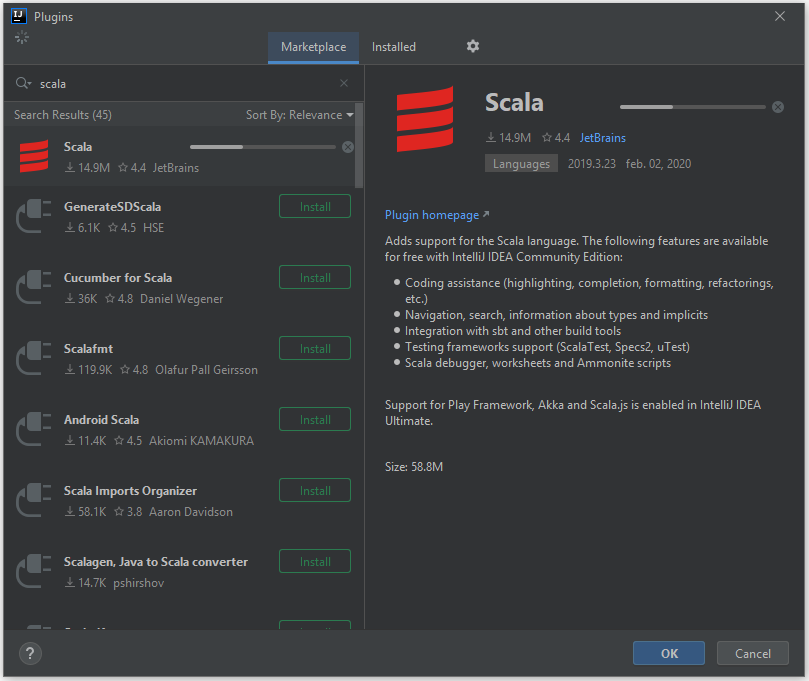 IJ
Plugins
Marketplace
Installed
scala
Search Results (45)
Sort By: Relevance
Scala
14.9M
4.4
JetBrains
GenerateSDScala
6.1K
4.5
HSE
Install
Cucumber for Scala
36K
4.8
Daniel Wegener
Install
Scalafmt
119.9K
4.8
Olafur Pall Geirsson
Install
Android Scala
11.4K
4.5
Akiomi KAMAKURA
Install
Scala Imports Organizer
58.1K
3.8
Aaron Davidson
Install
Scalagen, Java to Scala converter
14.7K
pshirshov
Install
Scala
14.9M
4.4
JetBrains
Languages
2019.3.23
feb. 02, 2020
Plugin homepage
Adds support for the Scala language. The following features are available
for free with IntelliJ IDEA Community Edition:
Coding assistance (highlighting, completion, formatting, refactorings,
etc.)
Navigation, search, information about types and implicits
Integration with sbt and other build tools
Testing frameworks support (ScalaTest, Specs2, uTest)
Scala debugger, worksheets and Ammonite scripts
Support for Play Framework, Akka and Scala.js is enabled in IntelliJ IDEA
Ultimate.
Size: 58.8M
?
OK
Cancel